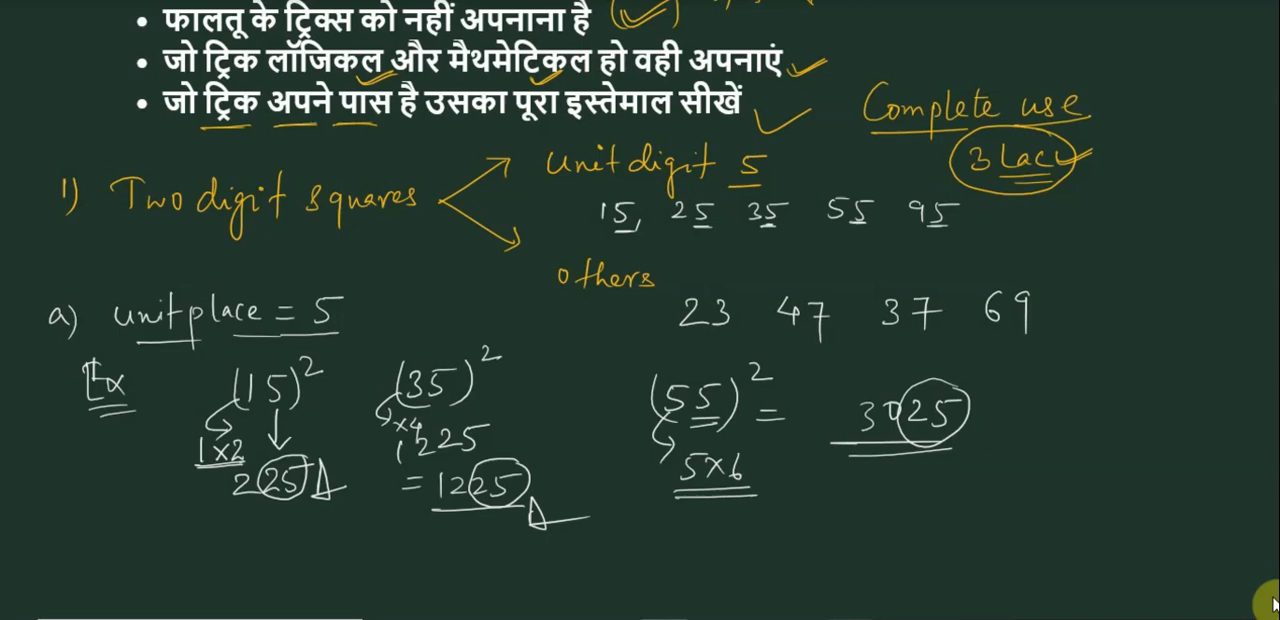 • फालतू के ट्रिक्स को नहीं अपनाना है (✓)
• जो ट्रिक लॉजिकल और मैथमेटिकल हो वही अपनाएं ✓
• जो ट्रिक अपने पास है उसका पूरा इस्तेमाल सीखें ✓
Complete use
3 Lacs
1) Two digit squares
unit digit 5
15, 25 35 55 95
others
23 47 37 69
a) unit place = 5
Ex (15)² (35)² (55)² = 3025
1×2 ×4 5×6
1225
225 = 1225